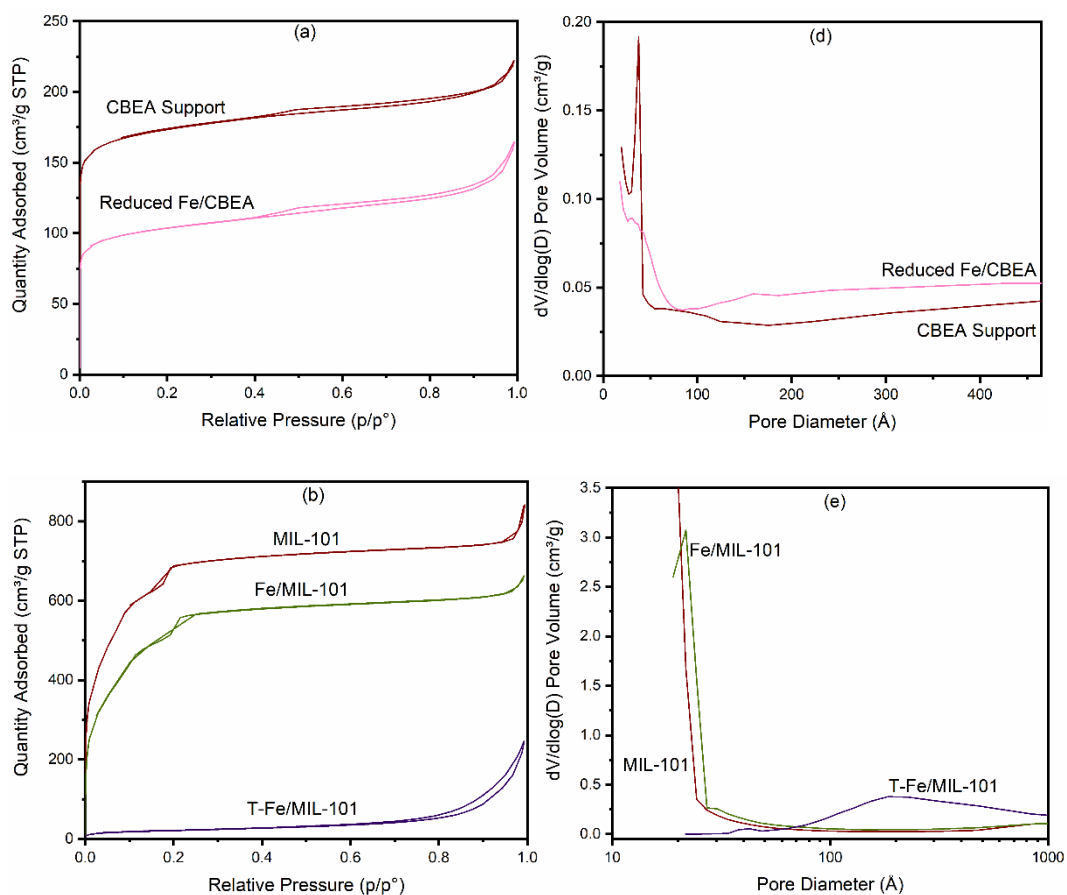 (a)
250
200
150
100
50
0
Quantity Adsorbed (cm³/g STP)
CBEA Support
Reduced Fe/CBEA
0.0 0.2 0.4 0.6 0.8 1.0
Relative Pressure (p/p°)
(d)
0.20
0.15
0.10
0.05
0.00
dV/dlog(D) Pore Volume (cm³/g)
Reduced Fe/CBEA
CBEA Support
0 100 200 300 400
Pore Diameter (Å)
(b)
800
600
400
200
0
Quantity Adsorbed (cm³/g STP)
MIL-101
Fe/MIL-101
T-Fe/MIL-101
0.0 0.2 0.4 0.6 0.8 1.0
Relative Pressure (p/p°)
(e)
3.5
3.0
2.5
2.0
1.5
1.0
0.5
0.0
dV/dlog(D) Pore Volume (cm³/g)
Fe/MIL-101
MIL-101
T-Fe/MIL-101
10 100 1000
Pore Diameter (Å)